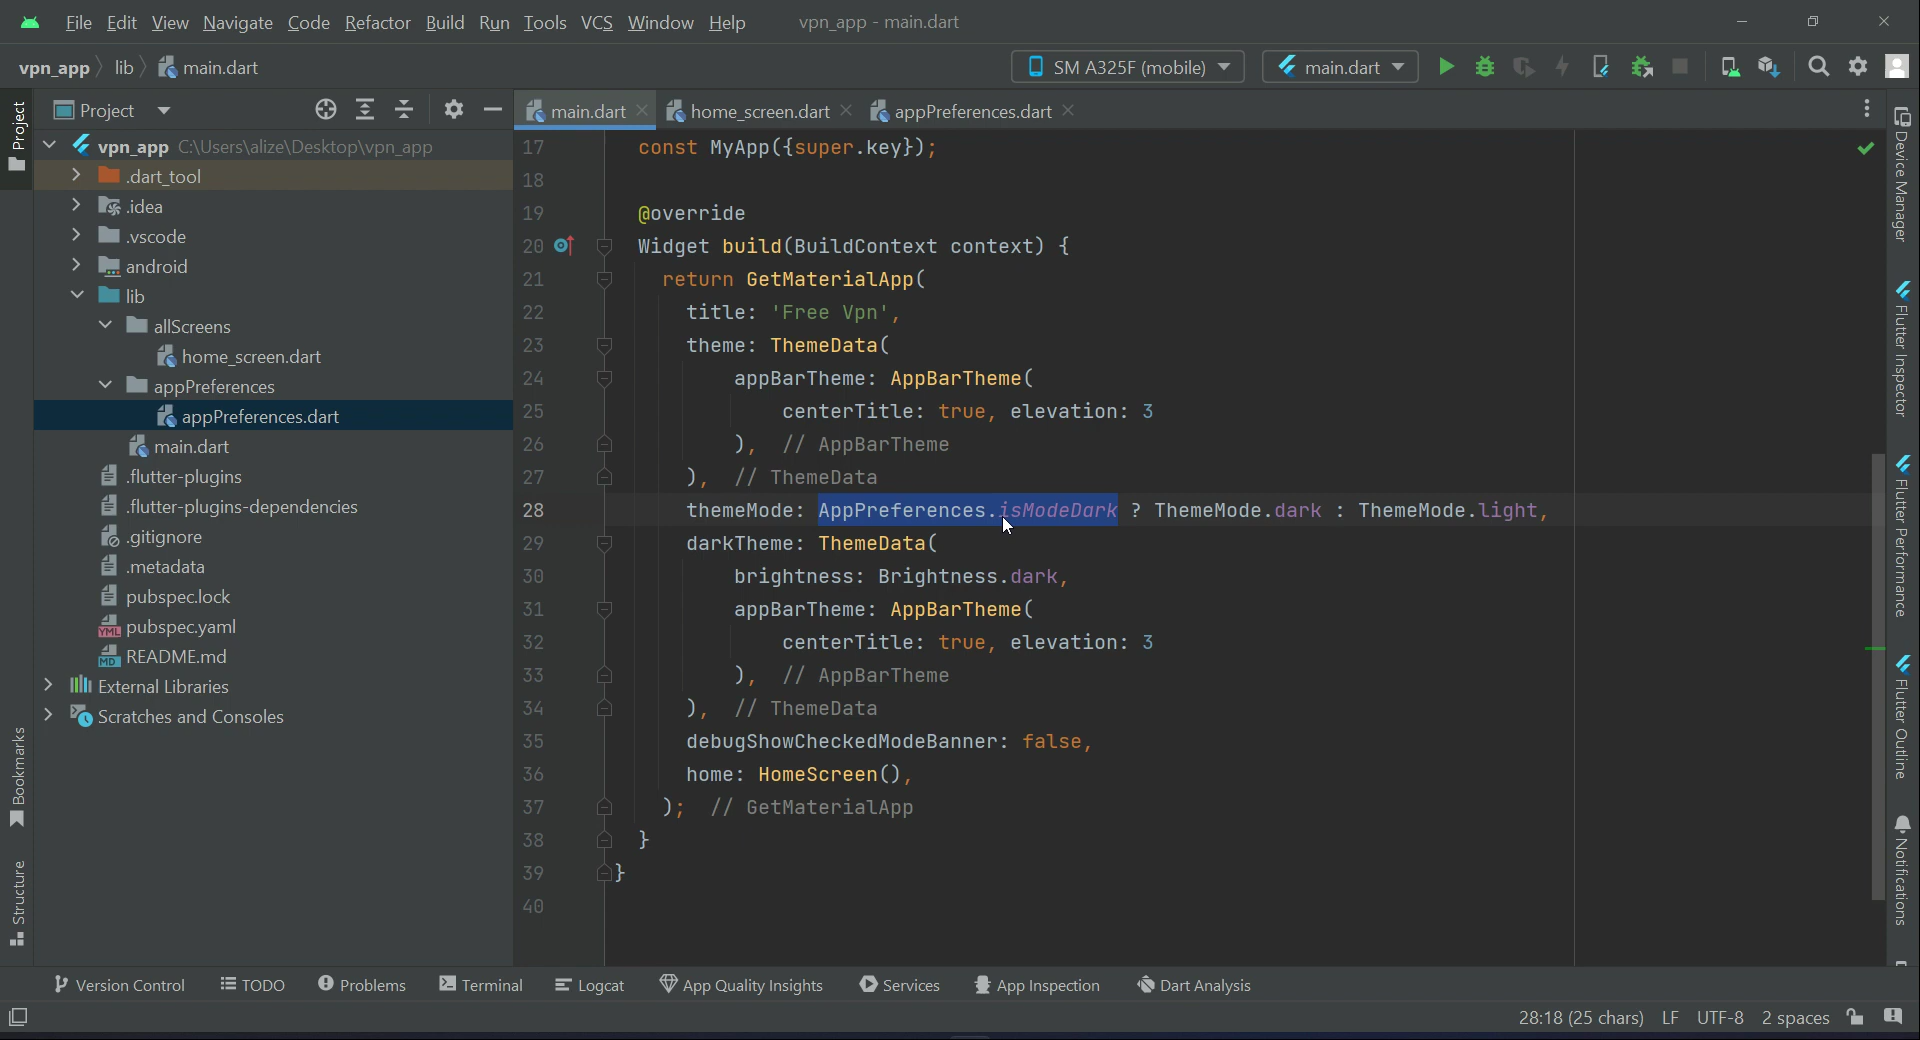 File Edit View Navigate Code Refactor Build Run Tools VCS Window Help vpn_app - main.dart
vpn_app lib main.dart SM A325F (mobile) main.dart
Project
Project
main.dart home_screen.dart appPreferences.dart
vpn_app C:\Users\alize\Desktop\vpn_app
.dart_tool
.idea
.vscode
android
lib
allScreens
home_screen.dart
appPreferences
appPreferences.dart
main.dart
.flutter-plugins
.flutter-plugins-dependencies
.gitignore
.metadata
pubspec.lock
YML pubspec.yaml
MD README.md
External Libraries
Scratches and Consoles
Bookmarks
Structure
17 const MyApp({super.key});
18
19 @override
20 Widget build(BuildContext context) {
21 return GetMaterialApp(
22 title: 'Free Vpn',
23 theme: ThemeData(
24 appBarTheme: AppBarTheme(
25 centerTitle: true, elevation: 3
26 ), // AppBarTheme
27 ), // ThemeData
28 themeMode: AppPreferences.isModeDark ? ThemeMode.dark : ThemeMode.light,
29 darkTheme: ThemeData(
30 brightness: Brightness.dark,
31 appBarTheme: AppBarTheme(
32 centerTitle: true, elevation: 3
33 ), // AppBarTheme
34 ), // ThemeData
35 debugShowCheckedModeBanner: false,
36 home: HomeScreen(),
37 ); // GetMaterialApp
38 }
39 }
40
Device Manager
Flutter Inspector
Flutter Performance
Flutter Outline
Notifications
Version Control TODO Problems Terminal Logcat App Quality Insights Services App Inspection Dart Analysis
28:18 (25 chars) LF UTF-8 2 spaces